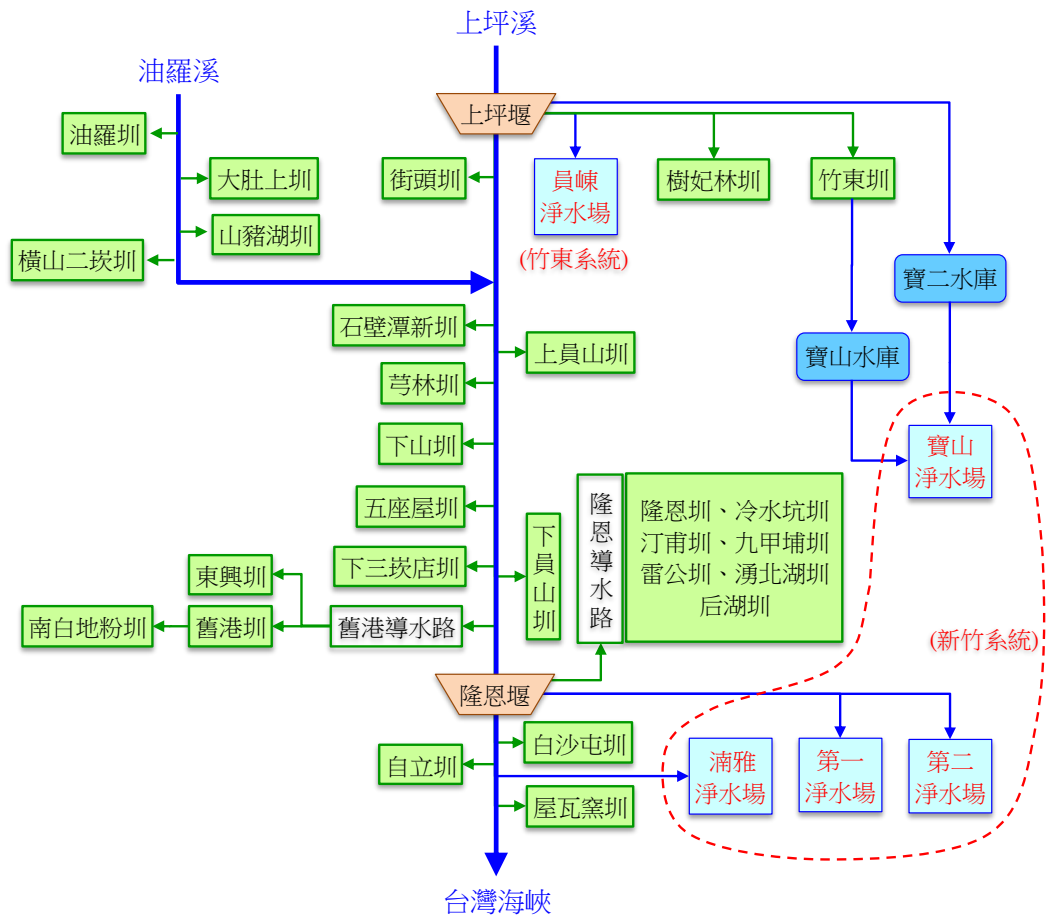 上坪溪
油羅溪
上坪堰
油羅圳
大肚上圳
街頭圳
員崠
淨水場
樹妃林圳
竹東圳
山豬湖圳
橫山二崁圳
(竹東系統)
寶二水庫
石壁潭新圳
上員山圳
寶山水庫
芎林圳
下山圳
寶山
淨水場
五座屋圳
下員山圳
隆恩導水路
隆恩圳、冷水坑圳
汀甫圳、九甲埔圳
雷公圳、湧北湖圳
后湖圳
下三崁店圳
東興圳
南白地粉圳
舊港圳
舊港導水路
(新竹系統)
隆恩堰
白沙屯圳
自立圳
湳雅
淨水場
第一
淨水場
第二
淨水場
屋瓦窯圳
台灣海峽